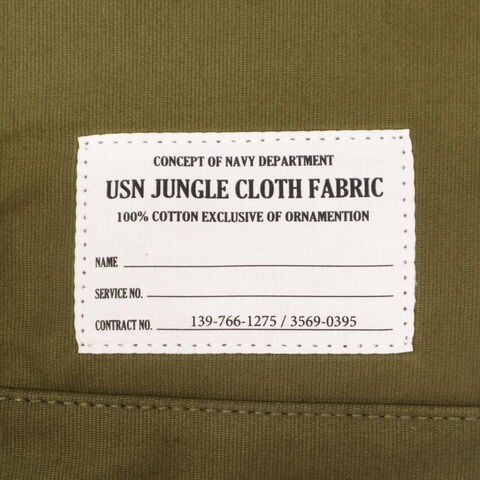 CONCEPT OF NAVY DEPARTMENT
USN JUNGLE CLOTH FABRIC
100% COTTON EXCLUSIVE OF ORNAMENTION
NAME
SERVICE NO.
CONTRACT NO. 139-766-1275 / 3569-0395